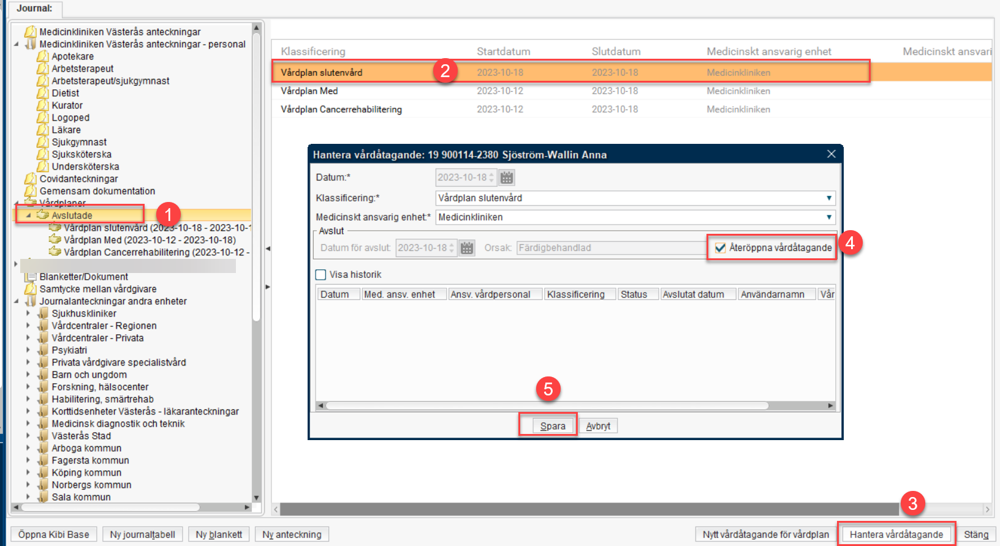 Journal:
Medicinkliniken Västerås anteckningar
Medicinkliniken Västerås anteckningar - personal
Apotekare
Arbetsterapeut
Arbetsterapeut/sjukgymnast
Dietist
Kurator
Logoped
Läkare
Sjukgymnast
Sjuksköterska
Undersköterska
Covidanteckningar
Gemensam dokumentation
Vårdplaner
Avslutade
1
Vårdplan slutenvård (2023-10-18 - 2023-10-1
Vårdplan Med (2023-10-12 - 2023-10-18)
Vårdplan Cancerrehabilitering (2023-10-12 -
Blanketter/Dokument
Samtycke mellan vårdgivare
Journalanteckningar andra enheter
Sjukhuskliniker
Vårdcentraler - Regionen
Vårdcentraler - Privata
Psykiatri
Privata vårdgivare specialistvård
Barn och ungdom
Forskning, hälsocenter
Habilitering, smärtrehab
Korttidsenheter Västerås - läkaranteckningar
Medicinsk diagnostik och teknik
Västerås Stad
Arboga kommun
Fagersta kommun
Köping kommun
Norbergs kommun
Sala kommun
Klassificering Startdatum Slutdatum Medicinskt ansvarig enhet Medicinskt ansvari
Vårdplan slutenvård 2 2023-10-18 2023-10-18 Medicinkliniken
Vårdplan Med 2023-10-12 2023-10-18 Medicinkliniken
Vårdplan Cancerrehabilitering 2023-10-12 2023-10-18 Medicinkliniken
Hantera vårdåtagande: 19 900114-2380 Sjöström-Wallin Anna
Datum:* 2023-10-18
Klassificering:* Vårdplan slutenvård
Medicinskt ansvarig enhet:* Medicinkliniken
Avslut
Datum för avslut: 2023-10-18 Orsak: Färdigbehandlad Återöppna vårdåtagande 4
Visa historik
Datum Med. ansv. enhet Ansv. vårdpersonal Klassificering Status Avslutat datum Användarnamn Vår
5
Spara Avbryt
3
Öppna Kibi Base Ny journaltabell Ny blankett Ny anteckning Nytt vårdåtagande för vårdplan Hantera vårdåtagande Stäng